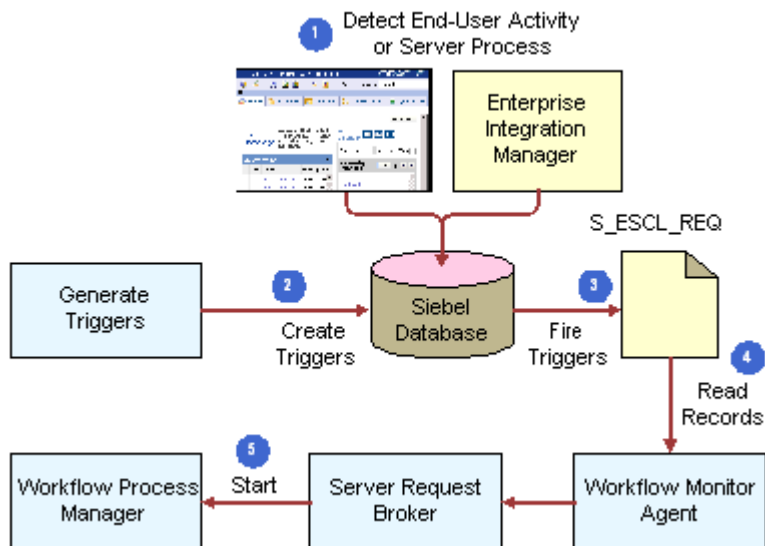 1
Detect End-User Activity
or Server Process
Enterprise
Integration
Manager
S_ESCL_REQ
Generate
Triggers
2
Create
Triggers
Siebel
Database
3
Fire
Triggers
4
Read
Records
Workflow Process
Manager
5
Start
Server Request
Broker
Workflow Monitor
Agent